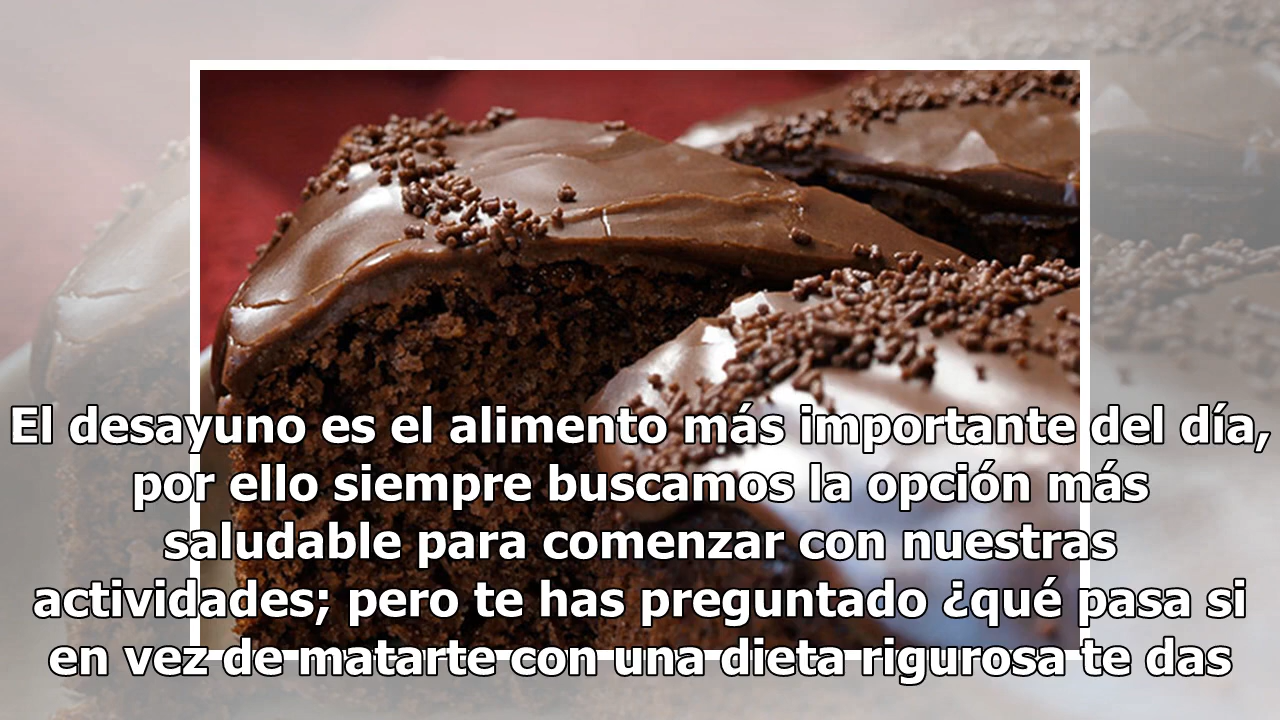 El desayuno es el alimento más importante del día,
por ello siempre buscamos la opción más
saludable para comenzar con nuestras
actividades; pero te has preguntado ¿qué pasa si
en vez de matarte con una dieta rigurosa te das